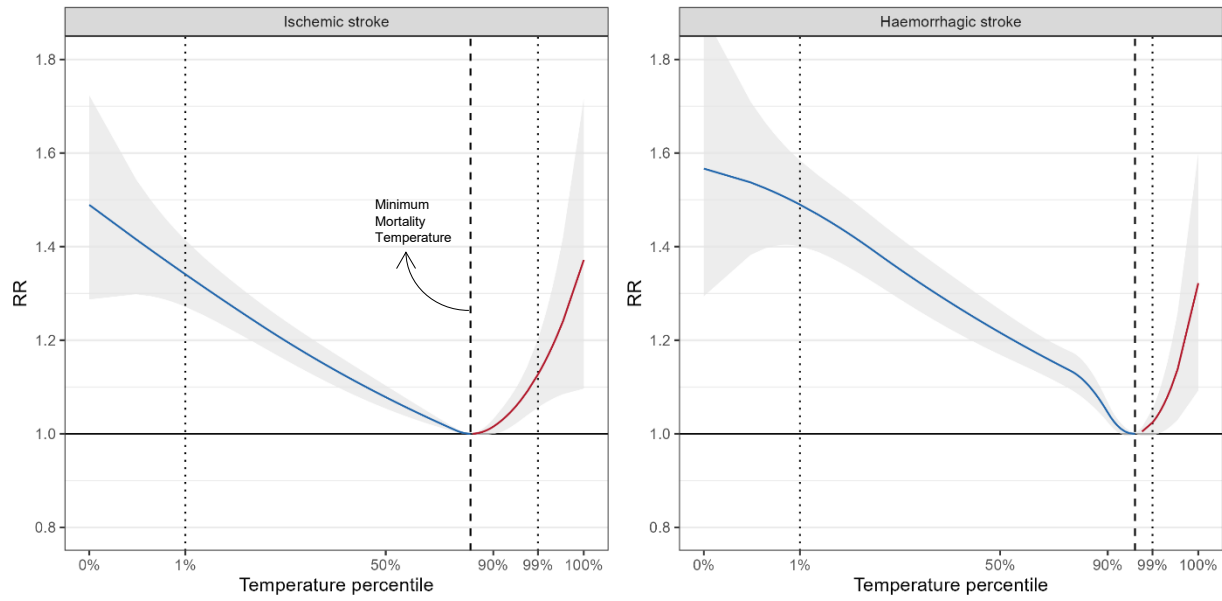 Ischemic stroke
1.8
1.6
1.4
1.2
1.0
0.8
RR
Minimum
Mortality
Temperature
0% 1% 50% 90% 99% 100%
Temperature percentile
Haemorrhagic stroke
1.8
1.6
1.4
1.2
1.0
0.8
RR
0% 1% 50% 90% 99% 100%
Temperature percentile